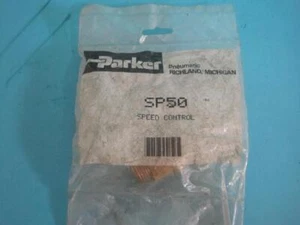 Parker
Pneumatic
RICHLAND, MICHIGAN
SP50
SPEED CONTROL